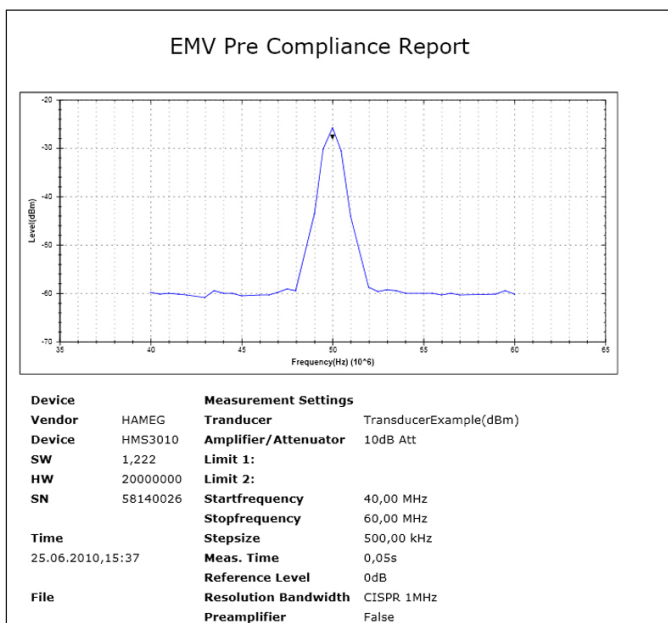 EMV Pre Compliance Report
-20
-30
-40
-50
-60
-70
Level(dBm)
35 40 45 50 55 60 65
Frequency(Hz) (10^6)
Device Measurement Settings
Vendor HAMEG Tranducer TransducerExample(dBm)
Device HMS3010 Amplifier/Attenuator 10dB Att
SW 1,222 Limit 1:
HW 20000000 Limit 2:
SN 58140026 Startfrequency 40,00 MHz
Stopfrequency 60,00 MHz
Time Stepsize 500,00 kHz
25.06.2010,15:37 Meas. Time 0,05s
Reference Level 0dB
File Resolution Bandwidth CISPR 1MHz
Preamplifier False